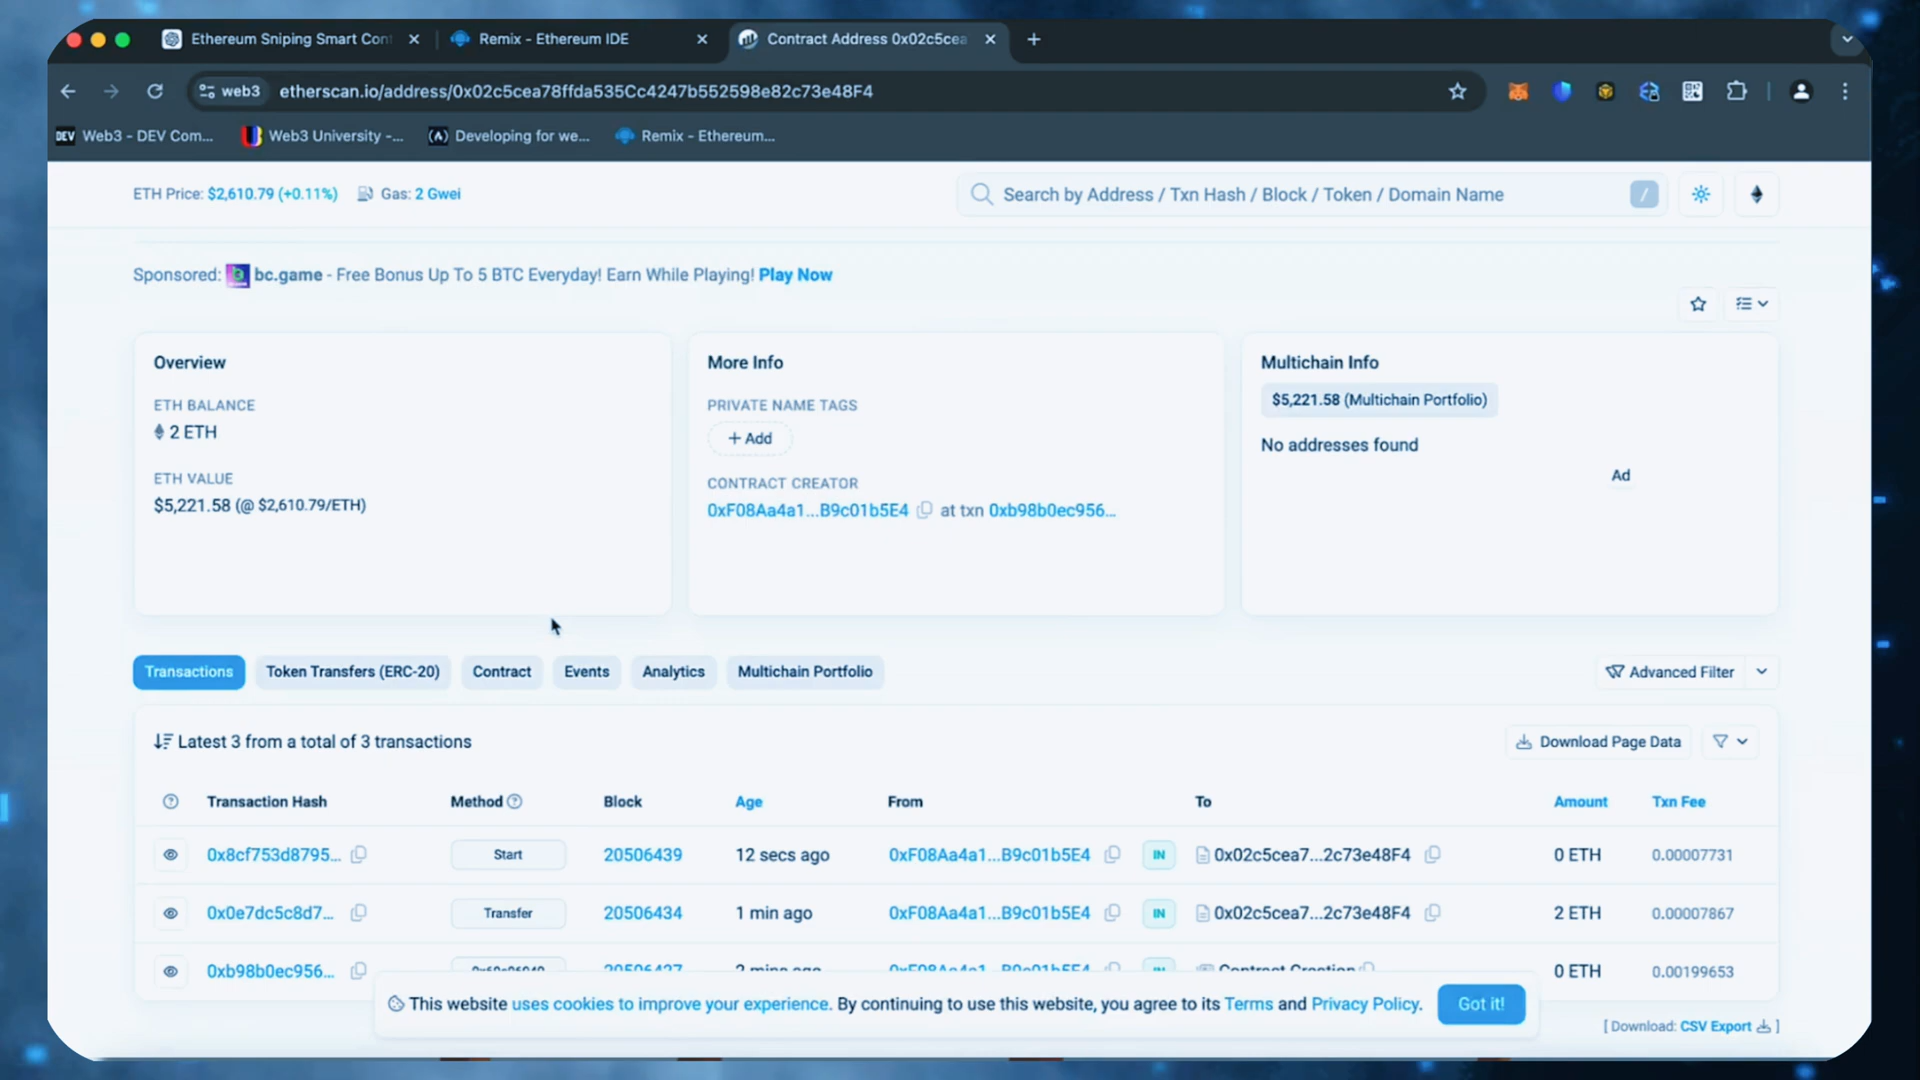 Ethereum Sniping Smart Con
Remix - Ethereum IDE
Contract Address 0x02c5cea
web3
etherscan.io/address/0x02c5cea78ffda535Cc4247b552598e82c73e48F4
DEV Web3 - DEV Com...
Web3 University -...
Developing for we...
Remix - Ethereum...
ETH Price: $2,610.79 (+0.11%)
Gas: 2 Gwei
Search by Address / Txn Hash / Block / Token / Domain Name
/
Sponsored: bc.game - Free Bonus Up To 5 BTC Everyday! Earn While Playing! Play Now
Overview
ETH BALANCE
2 ETH
ETH VALUE
$5,221.58 (@ $2,610.79/ETH)
More Info
PRIVATE NAME TAGS
+ Add
CONTRACT CREATOR
0xF08Aa4a1...B9c01b5E4 at txn 0xb98b0ec956...
Multichain Info
$5,221.58 (Multichain Portfolio)
No addresses found
Ad
Transactions
Token Transfers (ERC-20)
Contract
Events
Analytics
Multichain Portfolio
Advanced Filter
Latest 3 from a total of 3 transactions
Download Page Data
Transaction Hash Method Block Age From To Amount Txn Fee
0x8cf753d8795... Start 20506439 12 secs ago 0xF08Aa4a1...B9c01b5E4 IN 0x02c5cea7...2c73e48F4 0 ETH 0.00007731
0x0e7dc5c8d7... Transfer 20506434 1 min ago 0xF08Aa4a1...B9c01b5E4 IN 0x02c5cea7...2c73e48F4 2 ETH 0.00007867
0xb98b0ec956... 20506427 2 mins ago 0xF08Aa4a1...B9c01b5E4 IN Contract Creation 0 ETH 0.00199653
This website uses cookies to improve your experience. By continuing to use this website, you agree to its Terms and Privacy Policy.
Got it!
[ Download: CSV Export ]